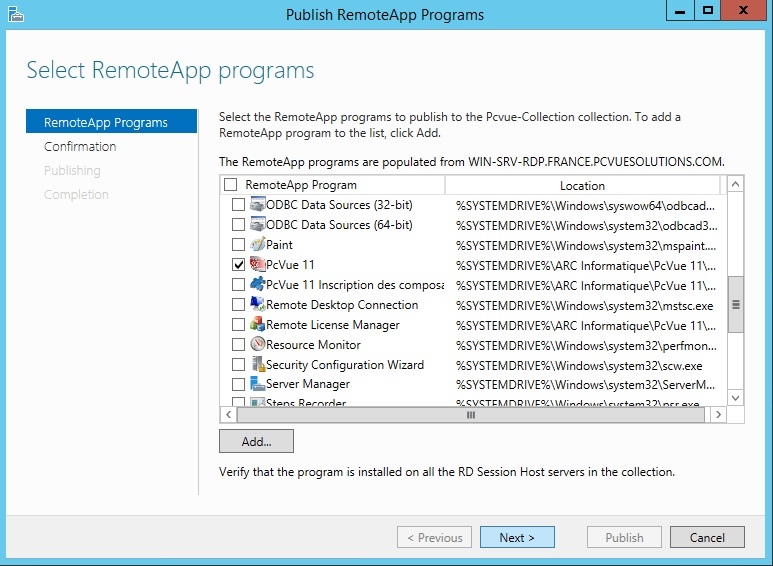 Publish RemoteApp Programs
Select RemoteApp programs
RemoteApp Programs
Confirmation
Publishing
Completion
Select the RemoteApp programs to publish to the Pcvue-Collection collection. To add a
RemoteApp program to the list, click Add.
The RemoteApp programs are populated from WIN-SRV-RDP.FRANCE.PCVUESOLUTIONS.COM.
RemoteApp Program Location
ODBC Data Sources (32-bit) %SYSTEMDRIVE%\Windows\syswow64\odbcad...
ODBC Data Sources (64-bit) %SYSTEMDRIVE%\Windows\system32\odbcad3...
Paint %SYSTEMDRIVE%\Windows\system32\mspaint....
PcVue 11 %SYSTEMDRIVE%\ARC Informatique\PcVue 11\...
PcVue 11 Inscription des composa %SYSTEMDRIVE%\ARC Informatique\PcVue 11\...
Remote Desktop Connection %SYSTEMDRIVE%\Windows\system32\mstsc.exe
Remote License Manager %SYSTEMDRIVE%\ARC Informatique\PcVue 11\...
Resource Monitor %SYSTEMDRIVE%\Windows\system32\perfmon...
Security Configuration Wizard %SYSTEMDRIVE%\Windows\system32\scw.exe
Server Manager %SYSTEMDRIVE%\Windows\system32\ServerM...
Steps Recorder %SYSTEMDRIVE%\Windows\system32\psr.exe
Add...
Verify that the program is installed on all the RD Session Host servers in the collection.
< Previous Next > Publish Cancel